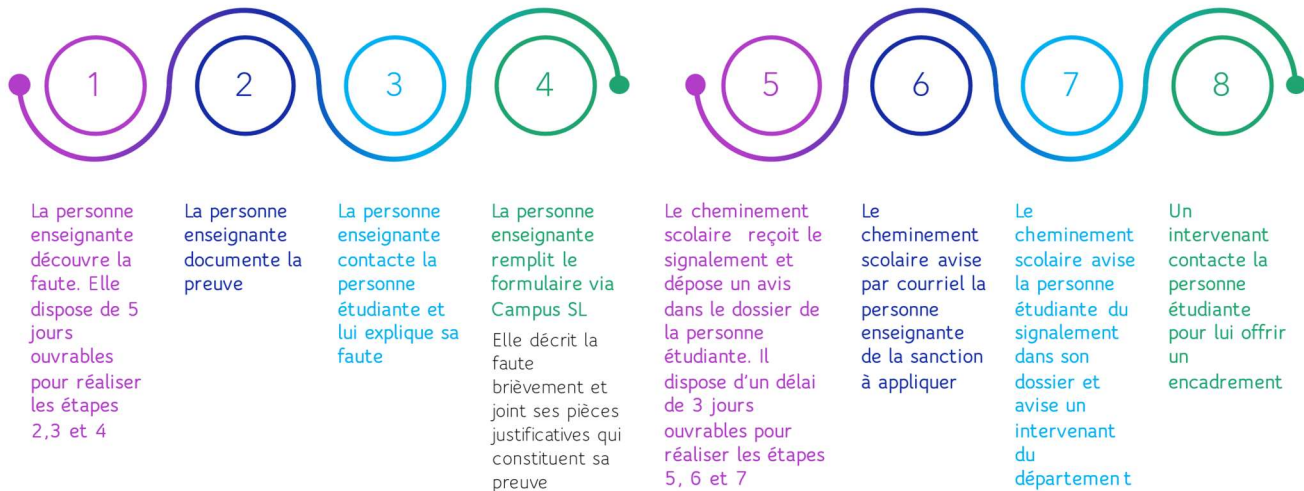 1
2
3
4
5
6
7
8
La personne
enseignante
découvre la
faute. Elle
dispose de 5
jours
ouvrables
pour réaliser
les étapes
2,3 et 4
La personne
enseignante
documente la
preuve
La personne
enseignante
contacte la
personne
étudiante et
lui explique sa
faute
La personne
enseignante
remplit le
formulaire via
Campus SL
Elle décrit la
faute
brièvement et
joint ses pièces
justificatives qui
constituent sa
preuve
Le cheminement
scolaire reçoit le
signalement et
dépose un avis
dans le dossier de
la personne
étudiante. Il
dispose d'un délai
de 3 jours
ouvrables pour
réaliser les étapes
5, 6 et 7
Le
cheminement
scolaire avise
par courriel la
personne
enseignante
de la sanction
à appliquer
Le
cheminement
scolaire avise
la personne
étudiante du
signalement
dans son
dossier et
avise un
intervenant
du
département
Un
intervenant
contacte la
personne
étudiante
pour lui offrir
un
encadrement